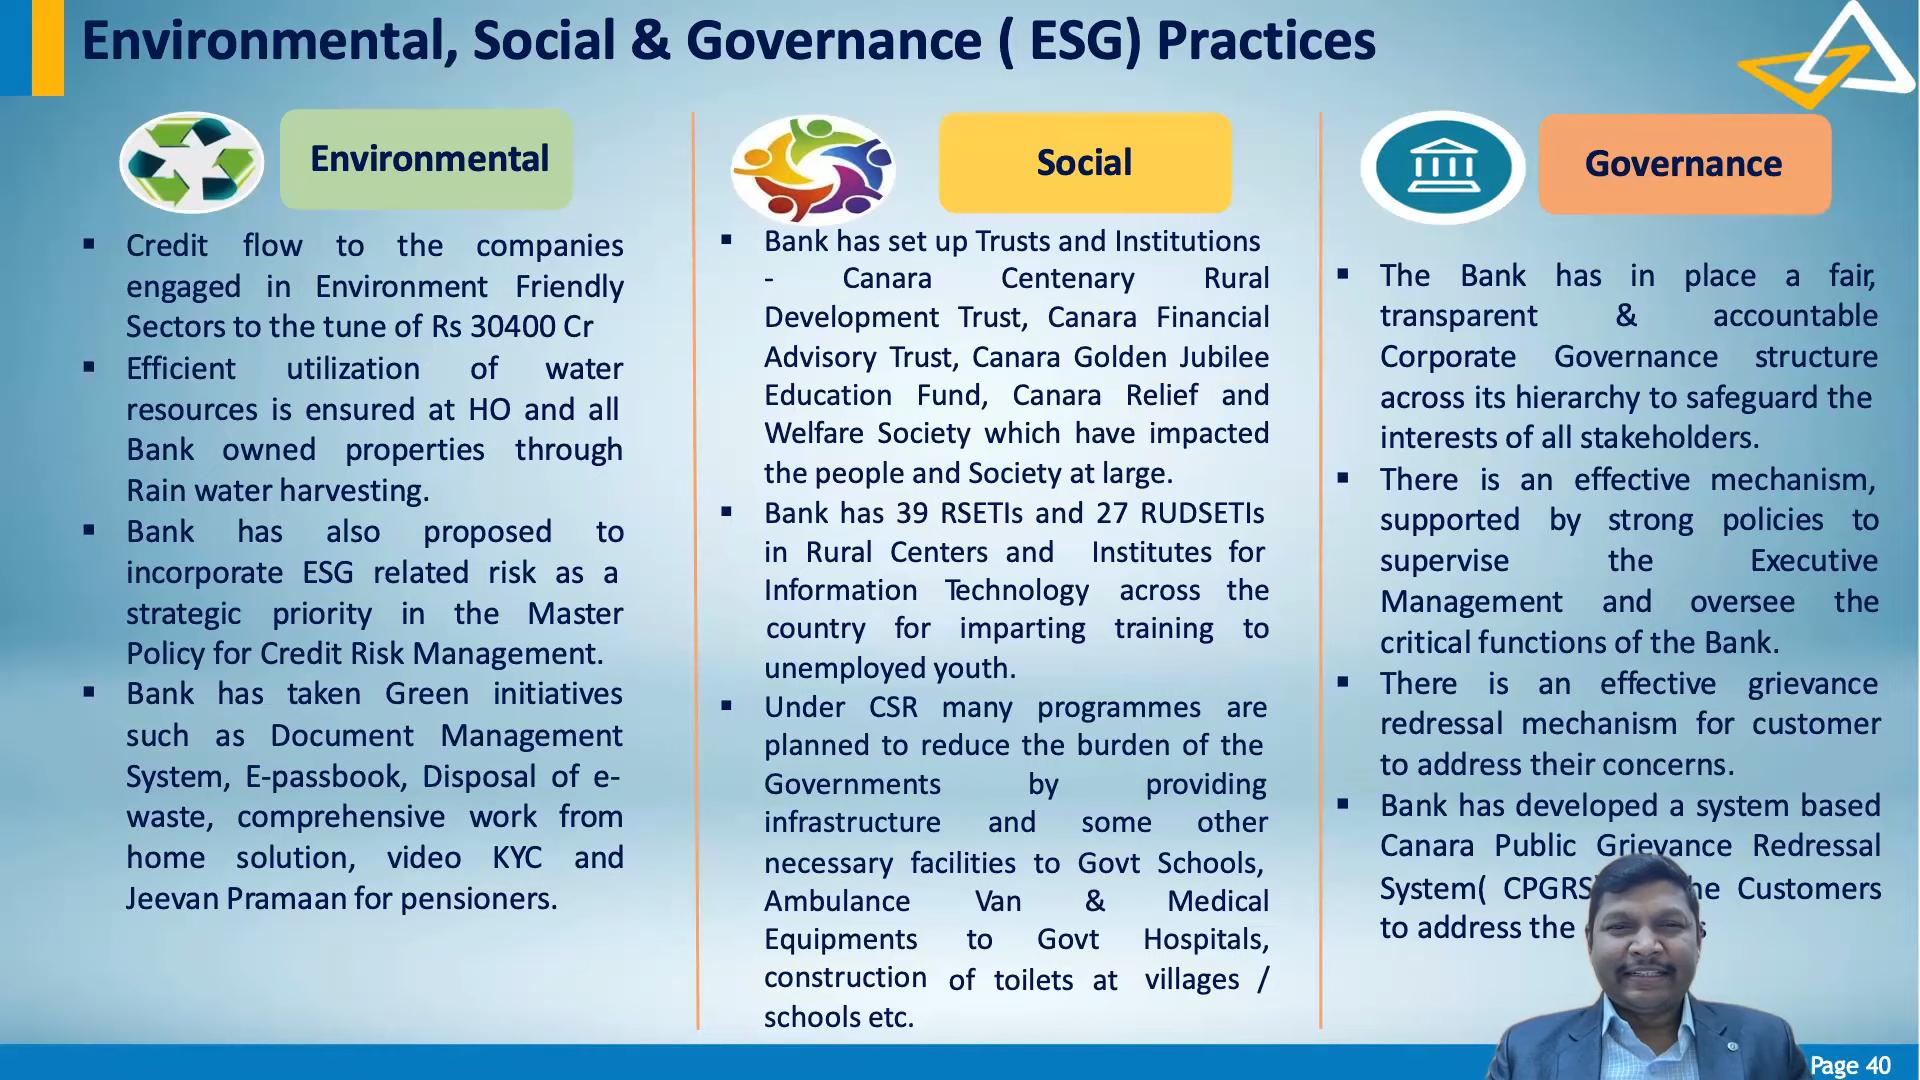 Environmental, Social & Governance ( ESG) Practices
Environmental
▪ Credit flow to the companies
engaged in Environment Friendly
Sectors to the tune of Rs 30400 Cr
▪ Efficient utilization of water
resources is ensured at HO and all
Bank owned properties through
Rain water harvesting.
▪ Bank has also proposed to
incorporate ESG related risk as a
strategic priority in the Master
Policy for Credit Risk Management.
▪ Bank has taken Green initiatives
such as Document Management
System, E-passbook, Disposal of e-
waste, comprehensive work from
home solution, video KYC and
Jeevan Pramaan for pensioners.
Social
▪ Bank has set up Trusts and Institutions
- Canara Centenary Rural
Development Trust, Canara Financial
Advisory Trust, Canara Golden Jubilee
Education Fund, Canara Relief and
Welfare Society which have impacted
the people and Society at large.
▪ Bank has 39 RSETIs and 27 RUDSETIs
in Rural Centers and Institutes for
Information Technology across the
country for imparting training to
unemployed youth.
▪ Under CSR many programmes are
planned to reduce the burden of the
Governments by providing
infrastructure and some other
necessary facilities to Govt Schools,
Ambulance Van & Medical
Equipments to Govt Hospitals,
construction of toilets at villages /
schools etc.
Governance
▪ The Bank has in place a fair,
transparent & accountable
Corporate Governance structure
across its hierarchy to safeguard the
interests of all stakeholders.
▪ There is an effective mechanism,
supported by strong policies to
supervise the Executive
Management and oversee the
critical functions of the Bank.
▪ There is an effective grievance
redressal mechanism for customer
to address their concerns.
▪ Bank has developed a system based
Canara Public Grievance Redressal
System( CPGRS Customers
to address the
Page 40